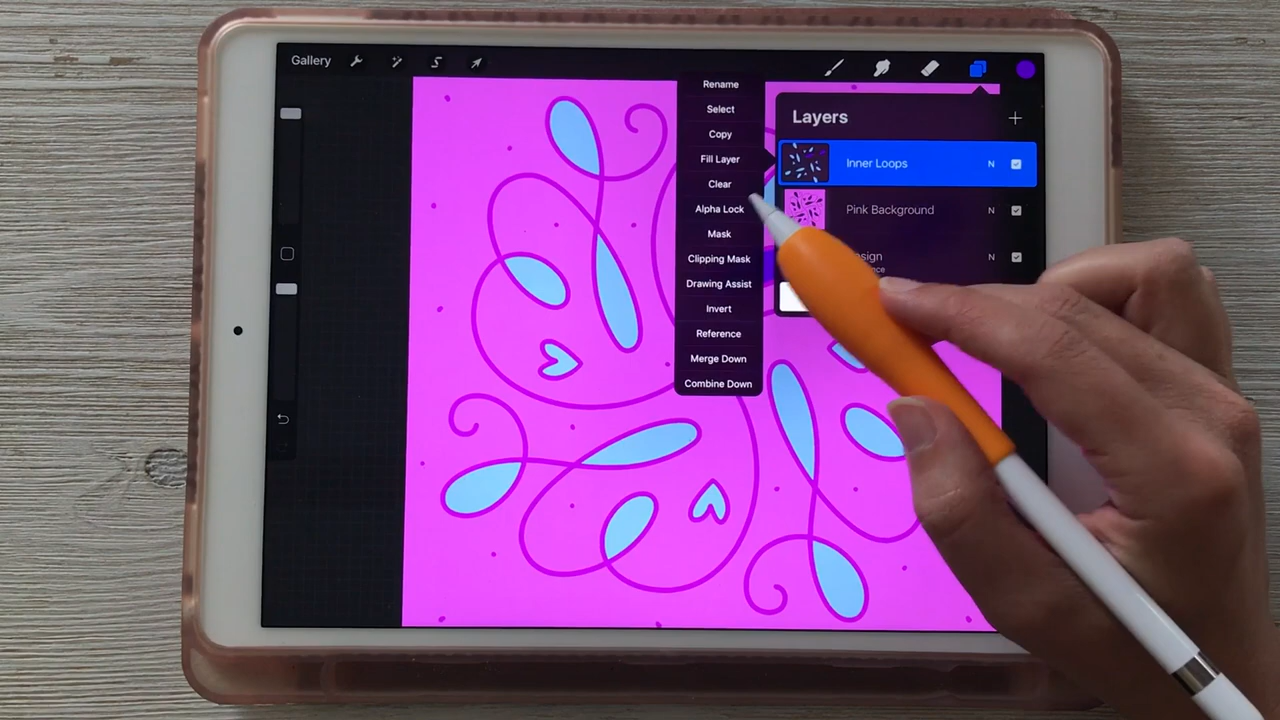 Gallery
Rename
Select
Copy
Fill Layer
Clear
Alpha Lock
Mask
Clipping Mask
Drawing Assist
Invert
Reference
Merge Down
Combine Down
Layers
Inner Loops N
Pink Background N
N